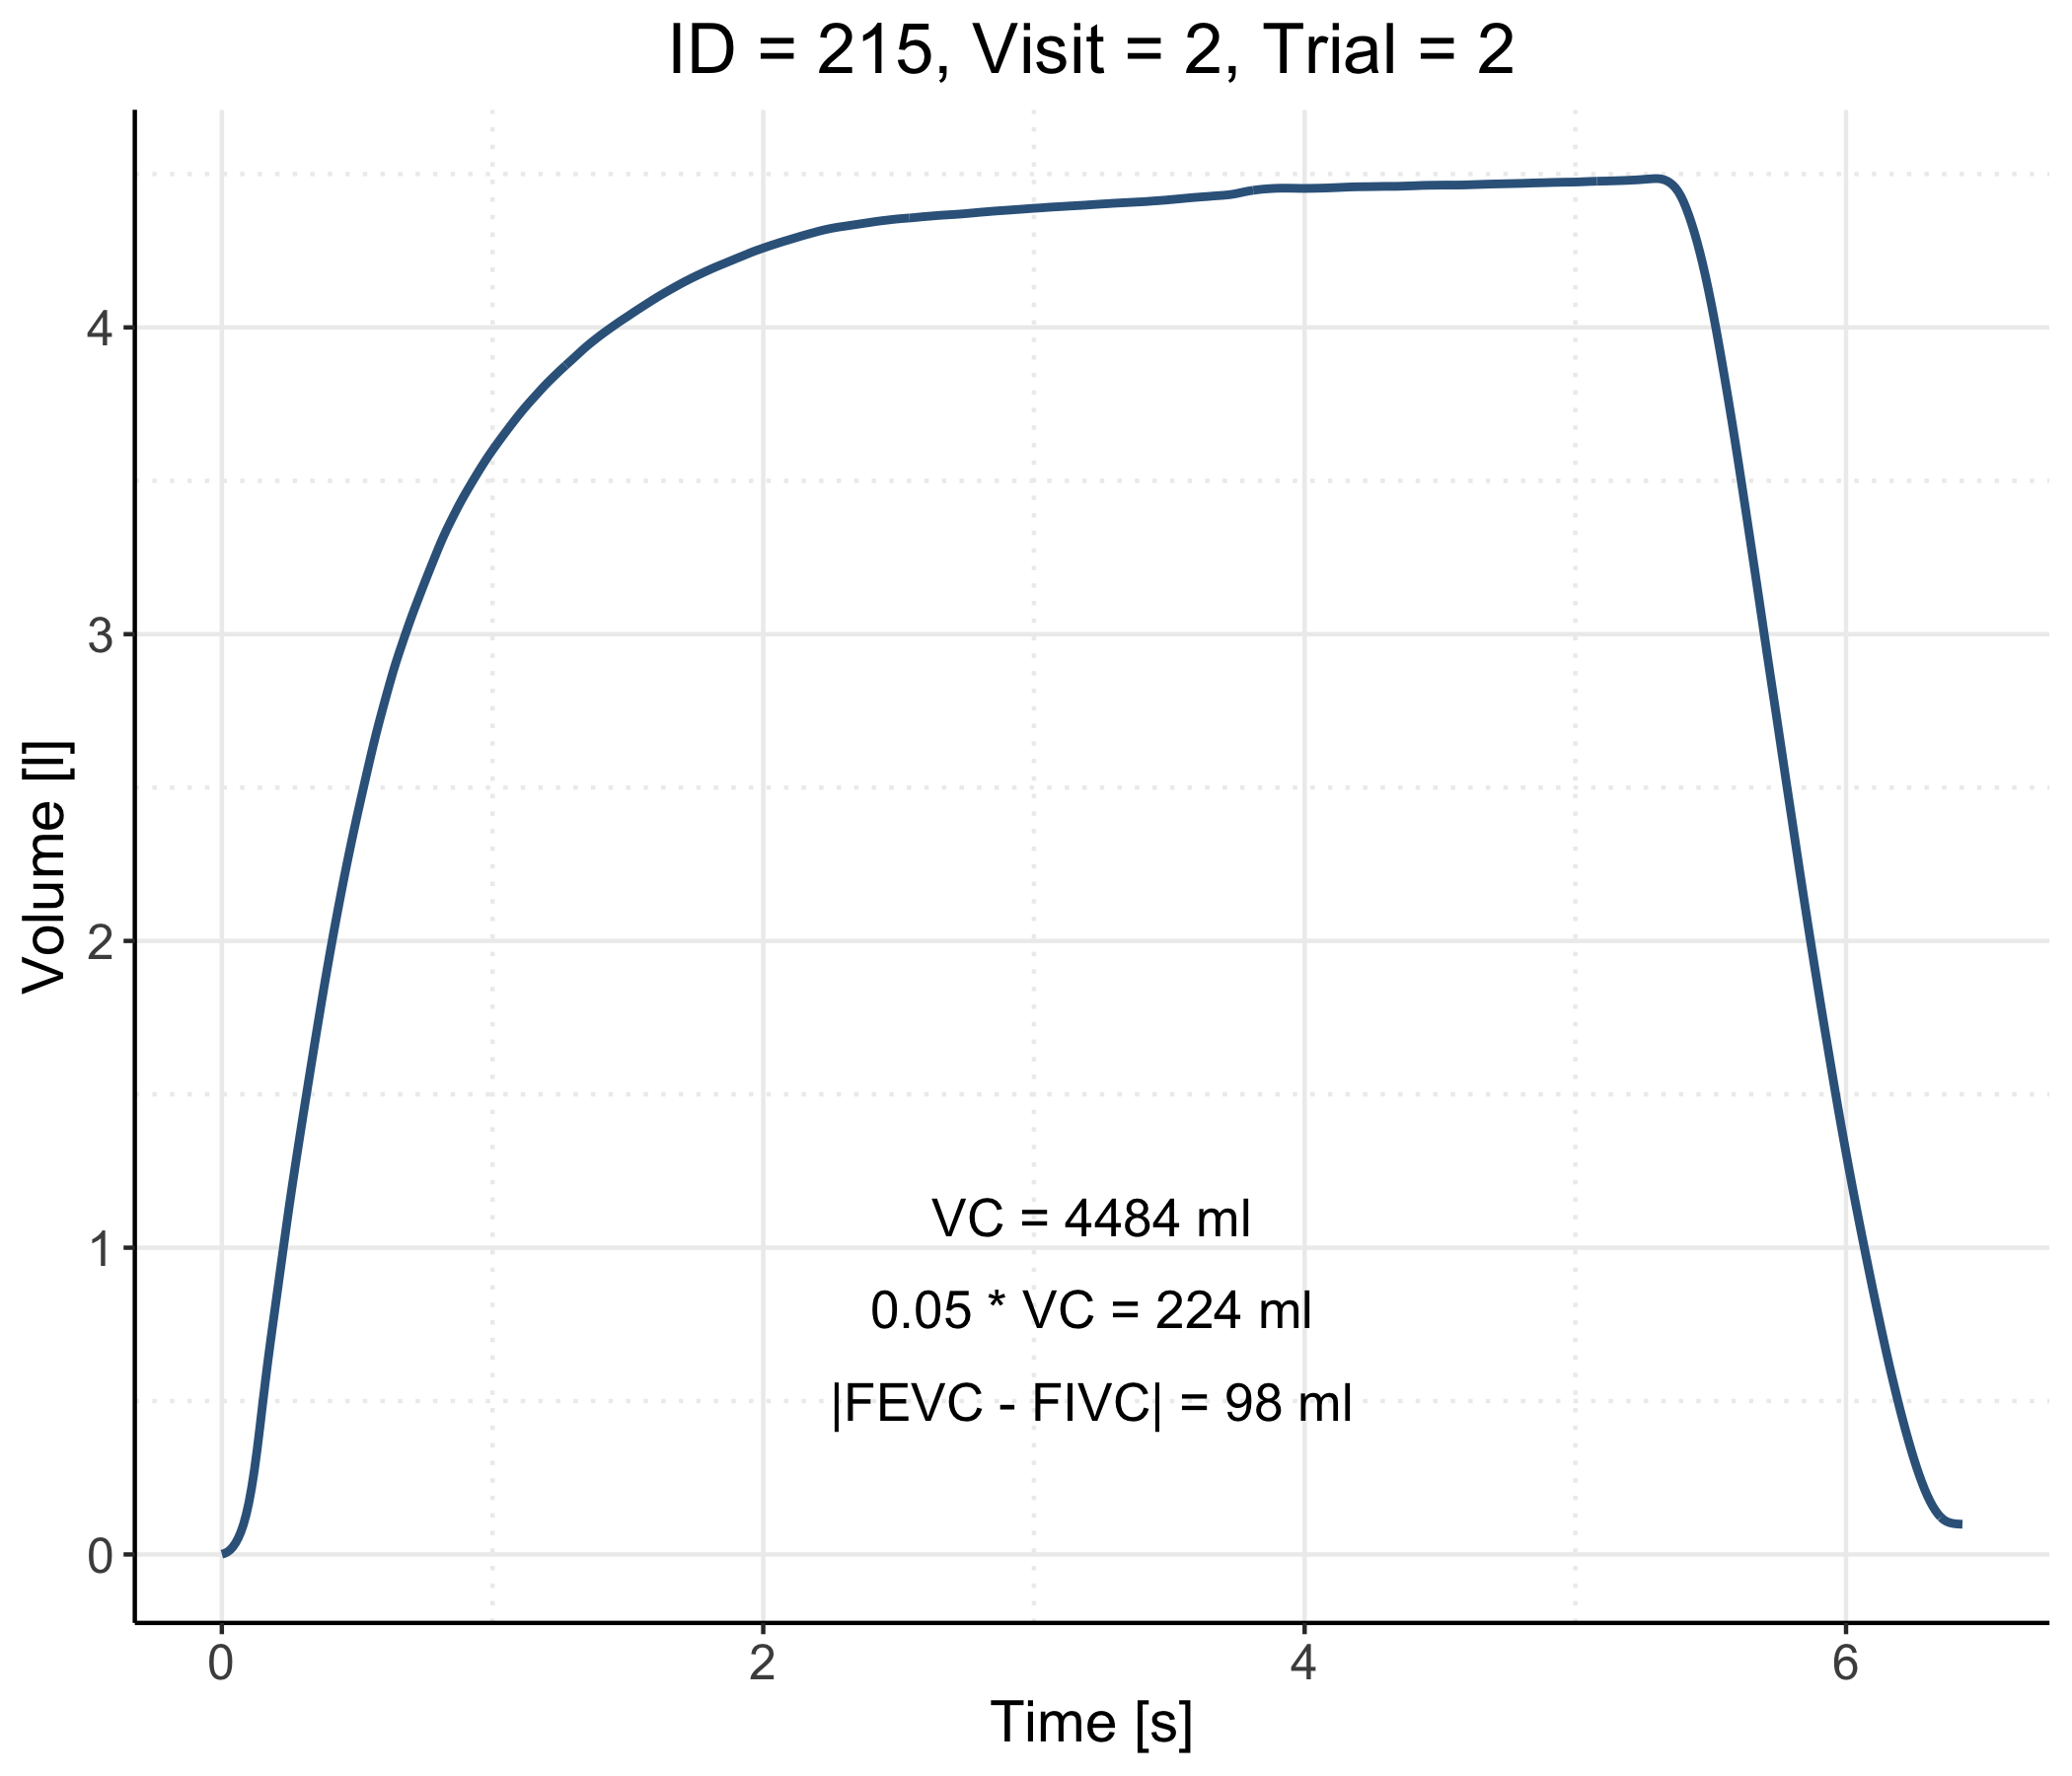 ID = 215, Visit = 2, Trial = 2
Volume [l]
4
3
2
1
0
VC = 4484 ml
0.05 * VC = 224 ml
|FEVC - FIVC| = 98 ml
0 2 4 6
Time [s]